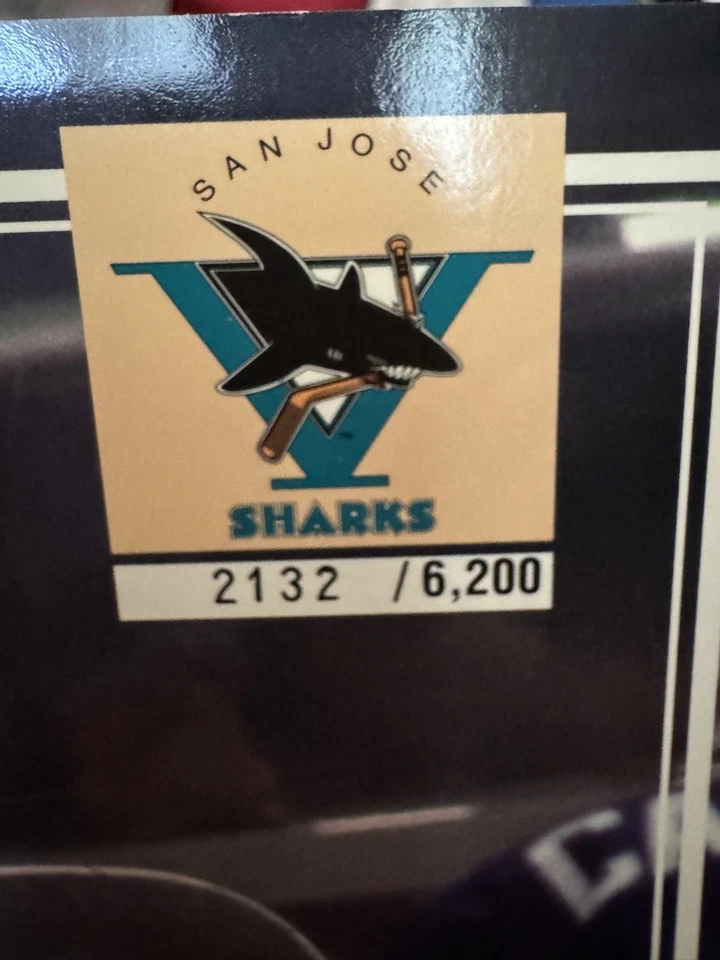 SAN JOSE
V
SHARKS
2132 /6,200